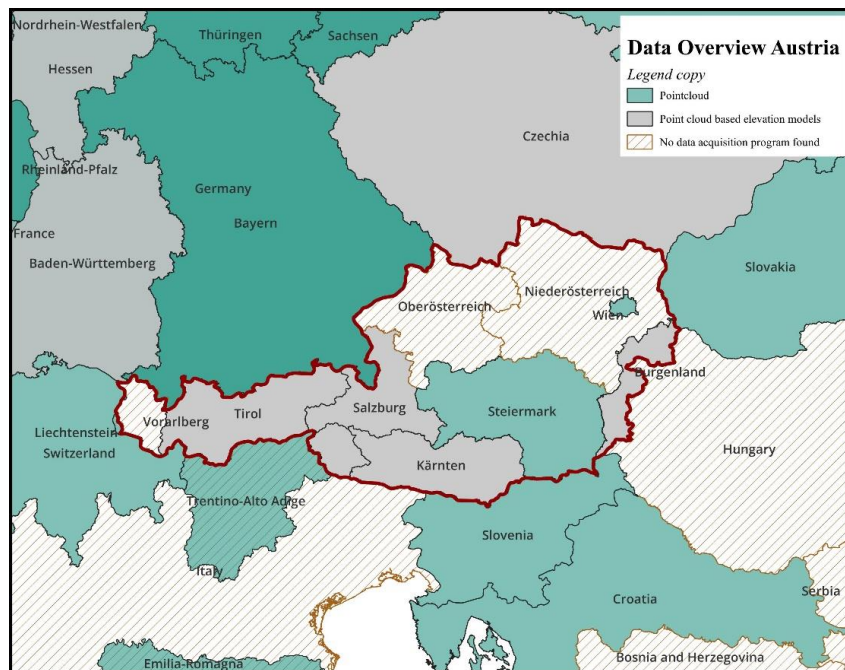 Nordrhein-Westfalen
Thüringen
Sachsen
Hessen
Data Overview Austria
Legend copy
Pointcloud
Point cloud based elevation models
No data acquisition program found
Czechia
Rheinland-Pfalz
Germany
Bayern
France
Baden-Württemberg
Slovakia
Oberösterreich
Niederösterreich
Wien
Burgenland
Vorarlberg
Tirol
Salzburg
Steiermark
Liechtenstein
Switzerland
Kärnten
Hungary
Trentino-Alto Adige
Slovenia
Italy
Croatia
Serbia
Bosnia and Herzegovina
Emilia-Romagna